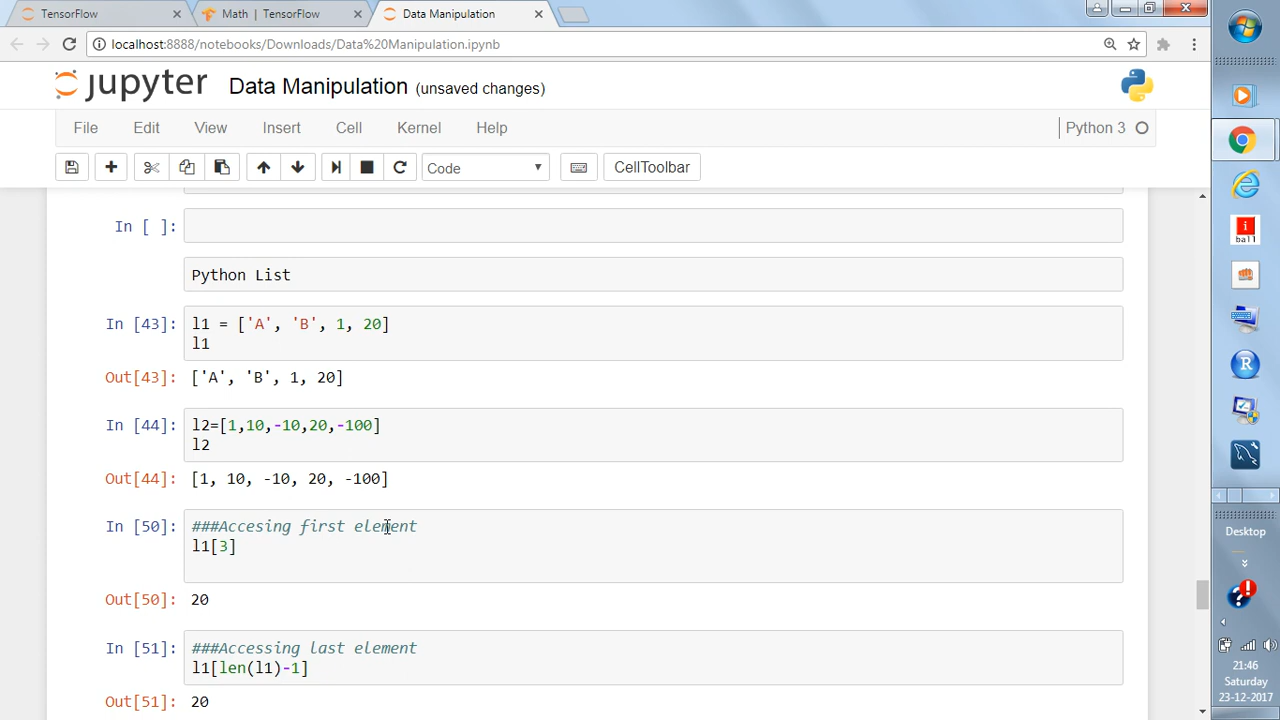 TensorFlow
Math | TensorFlow
Data Manipulation
localhost:8888/notebooks/Downloads/Data%20Manipulation.ipynb
jupyter Data Manipulation (unsaved changes)
File Edit View Insert Cell Kernel Help Python 3
Code CellToolbar
In [ ]:
Python List
In [43]: l1 = ['A', 'B', 1, 20]
l1
Out[43]: ['A', 'B', 1, 20]
In [44]: l2=[1,10,-10,20,-100]
l2
Out[44]: [1, 10, -10, 20, -100]
In [50]: ###Accesing first element
l1[3]
Out[50]: 20
In [51]: ###Accessing last element
l1[len(l1)-1]
Out[51]: 20
i
ball
R
Desktop
21:46
Saturday
23-12-2017